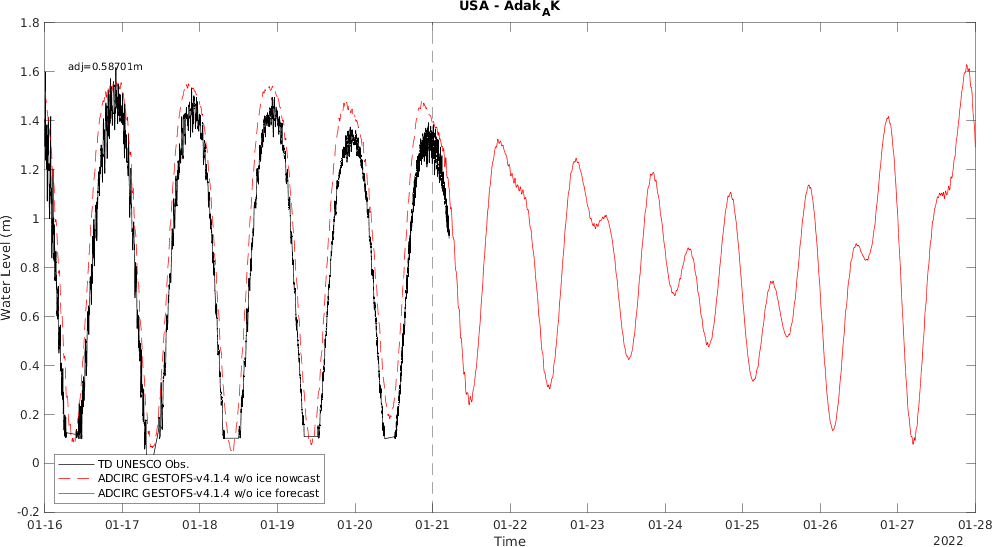 USA - Adak_AK
adj=0.58701m
Water Level (m)
1.8
1.6
1.4
1.2
1
0.8
0.6
0.4
0.2
0
-0.2
TD UNESCO Obs.
ADCIRC GESTOFS-v4.1.4 w/o ice nowcast
ADCIRC GESTOFS-v4.1.4 w/o ice forecast
01-16 01-17 01-18 01-19 01-20 01-21 01-22 01-23 01-24 01-25 01-26 01-27 01-28
Time
2022